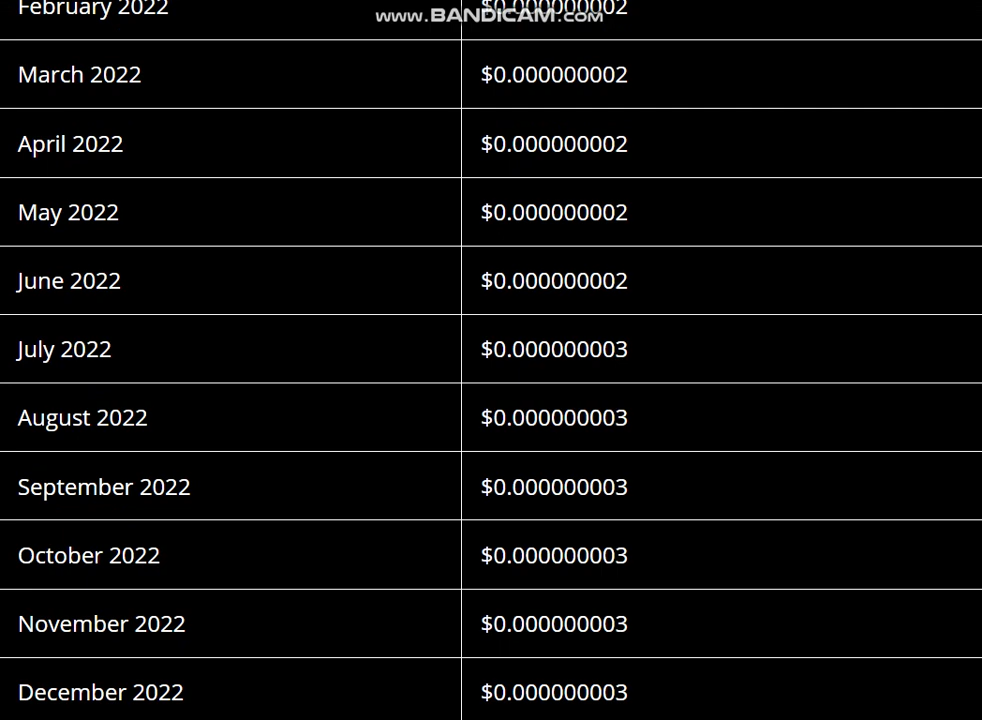 www.BANDICAM.com
February 2022 $0.000000002
March 2022 $0.000000002
April 2022 $0.000000002
May 2022 $0.000000002
June 2022 $0.000000002
July 2022 $0.000000003
August 2022 $0.000000003
September 2022 $0.000000003
October 2022 $0.000000003
November 2022 $0.000000003
December 2022 $0.000000003